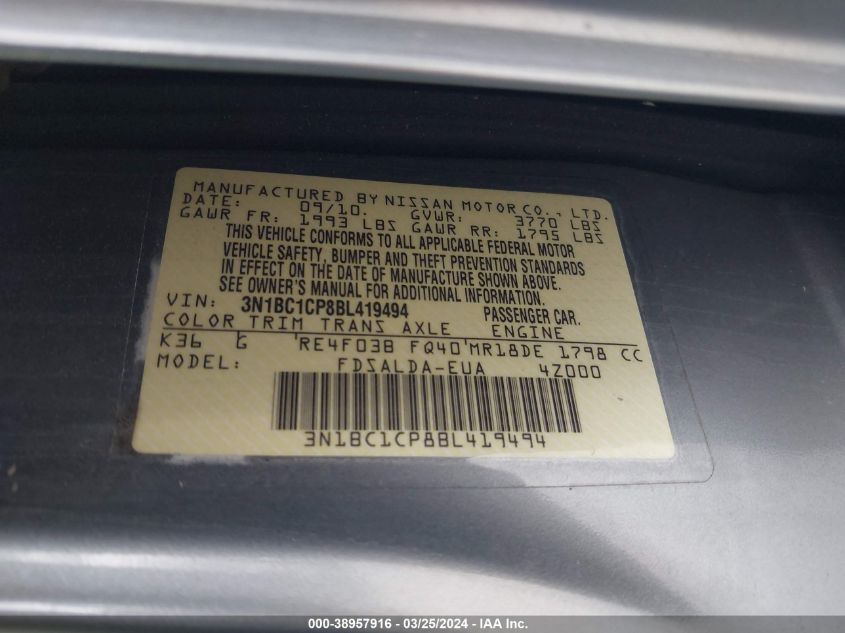 MANUFACTURED BY NISSAN MOTOR CO., LTD.
DATE: 09/10. GVWR: 3770 LBS
GAWR FR: 1993 LBS GAWR RR: 1795 LBS
THIS VEHICLE CONFORMS TO ALL APPLICABLE FEDERAL MOTOR
VEHICLE SAFETY, BUMPER AND THEFT PREVENTION STANDARDS
IN EFFECT ON THE DATE OF MANUFACTURE SHOWN ABOVE.
SEE OWNER'S MANUAL FOR ADDITIONAL INFORMATION.
VIN: 3N1BC1CP8BL419494 PASSENGER CAR.
COLOR TRIM TRANS AXLE ENGINE
K36 G 'RE4F03B FQ40'MR18DE 1798 CC
MODEL: FDSALDA-EUA 4Z000
3N1BC1CP8BL419494
000-38957916 - 03/25/2024 - IAA Inc.